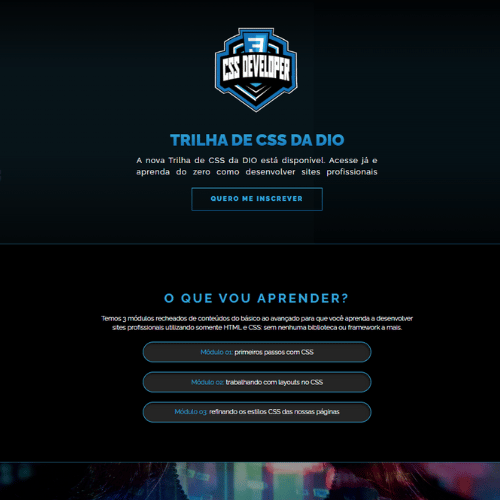 3
CSS DEVELOPER
TRILHA DE CSS DA DIO
A nova Trilha de CSS da DIO está disponível. Acesse já e
aprenda do zero como desenvolver sites profissionais
QUERO ME INSCREVER
O QUE VOU APRENDER?
Temos 3 módulos recheados de conteúdos do básico ao avançado para que você aprenda a desenvolver
sites profissionais utilizando somente HTML e CSS: sem nenhuma biblioteca ou framework a mais.
Módulo 01: primeiros passos com CSS
Módulo 02: trabalhando com layouts no CSS
Módulo 03: refinando os estilos CSS das nossas páginas